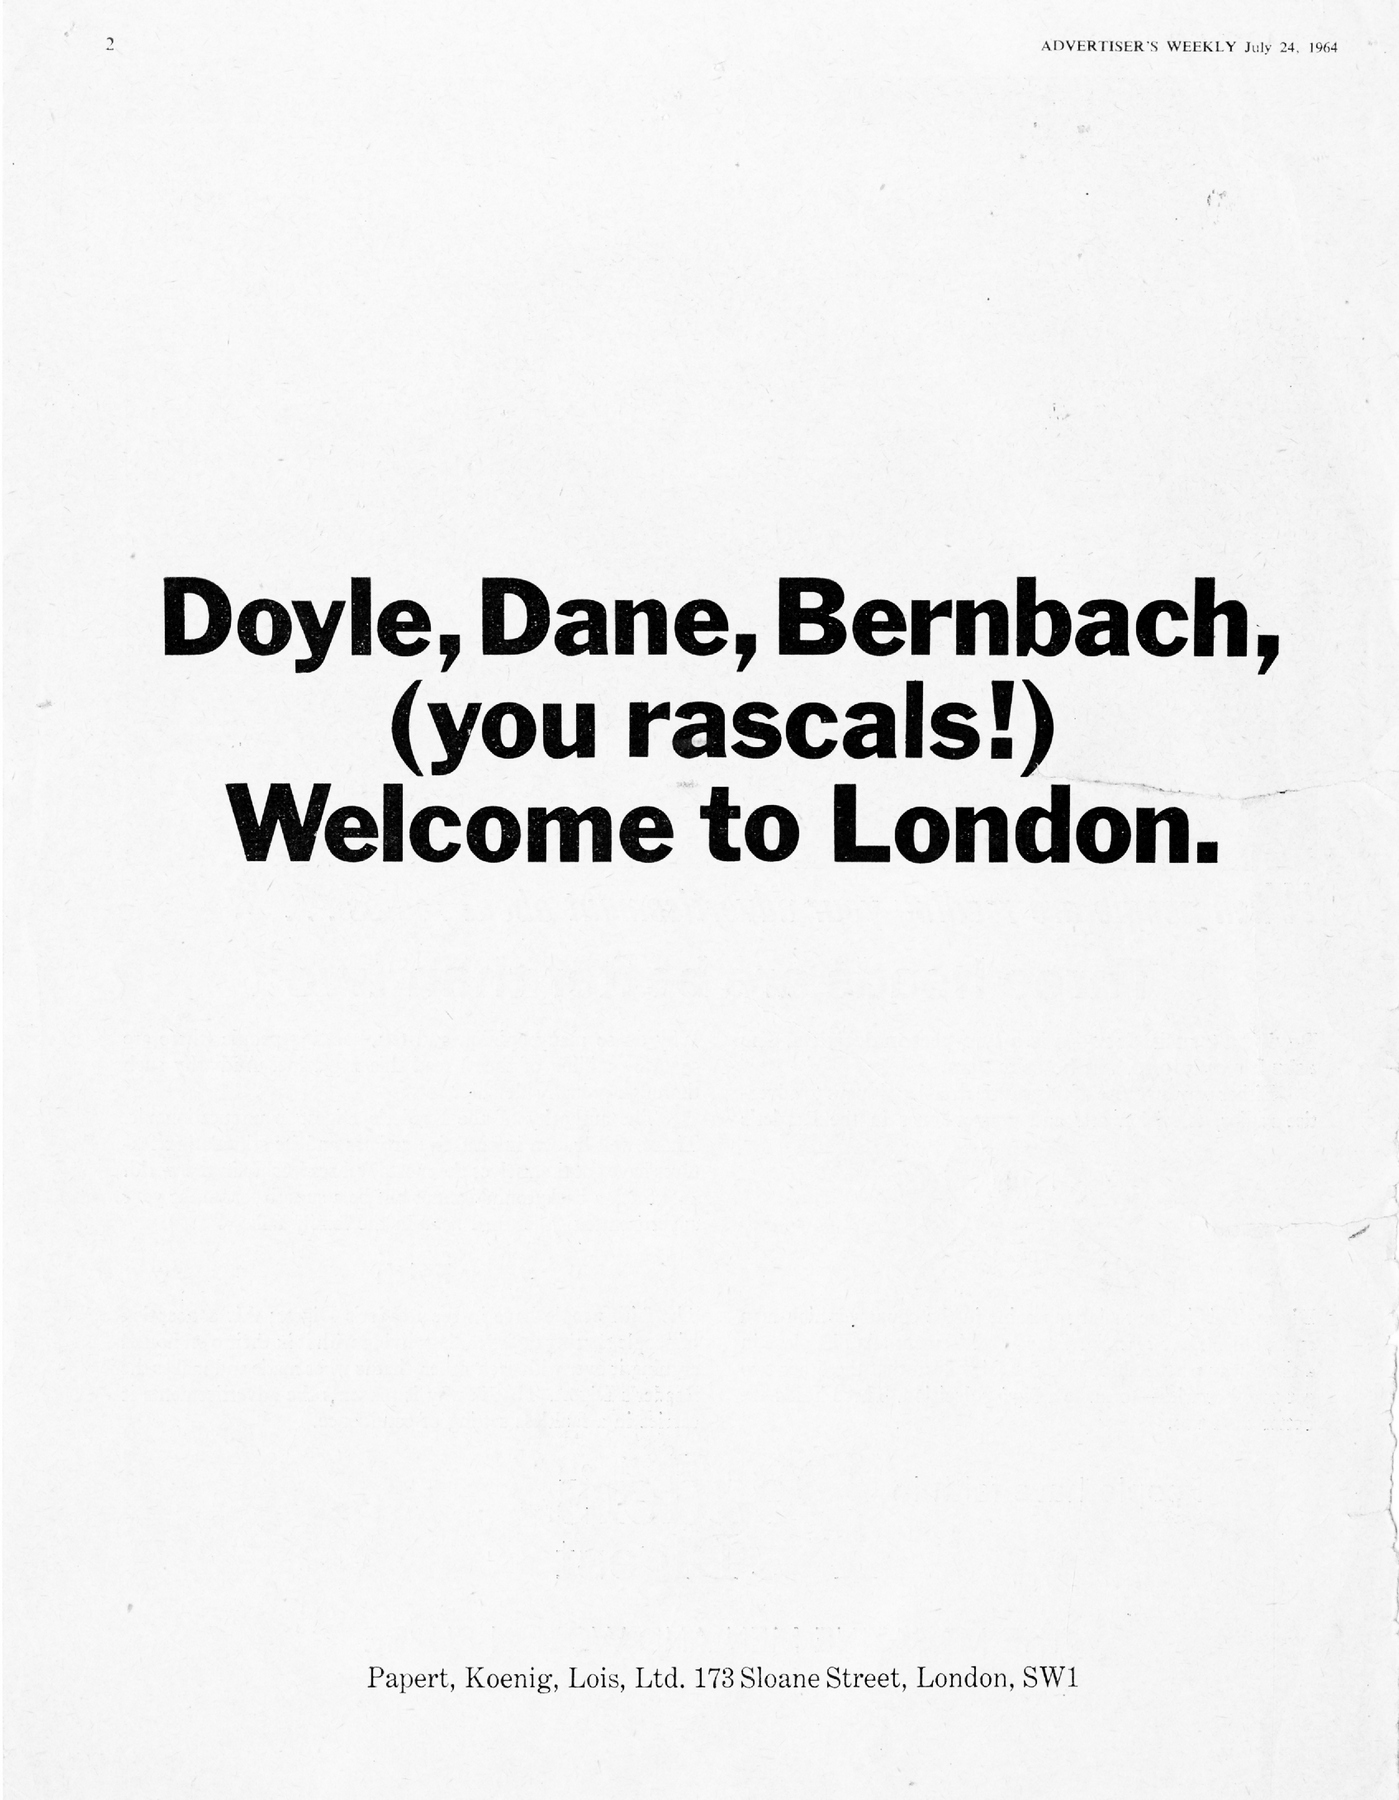 2
ADVERTISER'S WEEKLY July 24, 1964
Doyle, Dane, Bernbach,
(you rascals!)
Welcome to London.
Papert, Koenig, Lois, Ltd. 173 Sloane Street, London, SW1